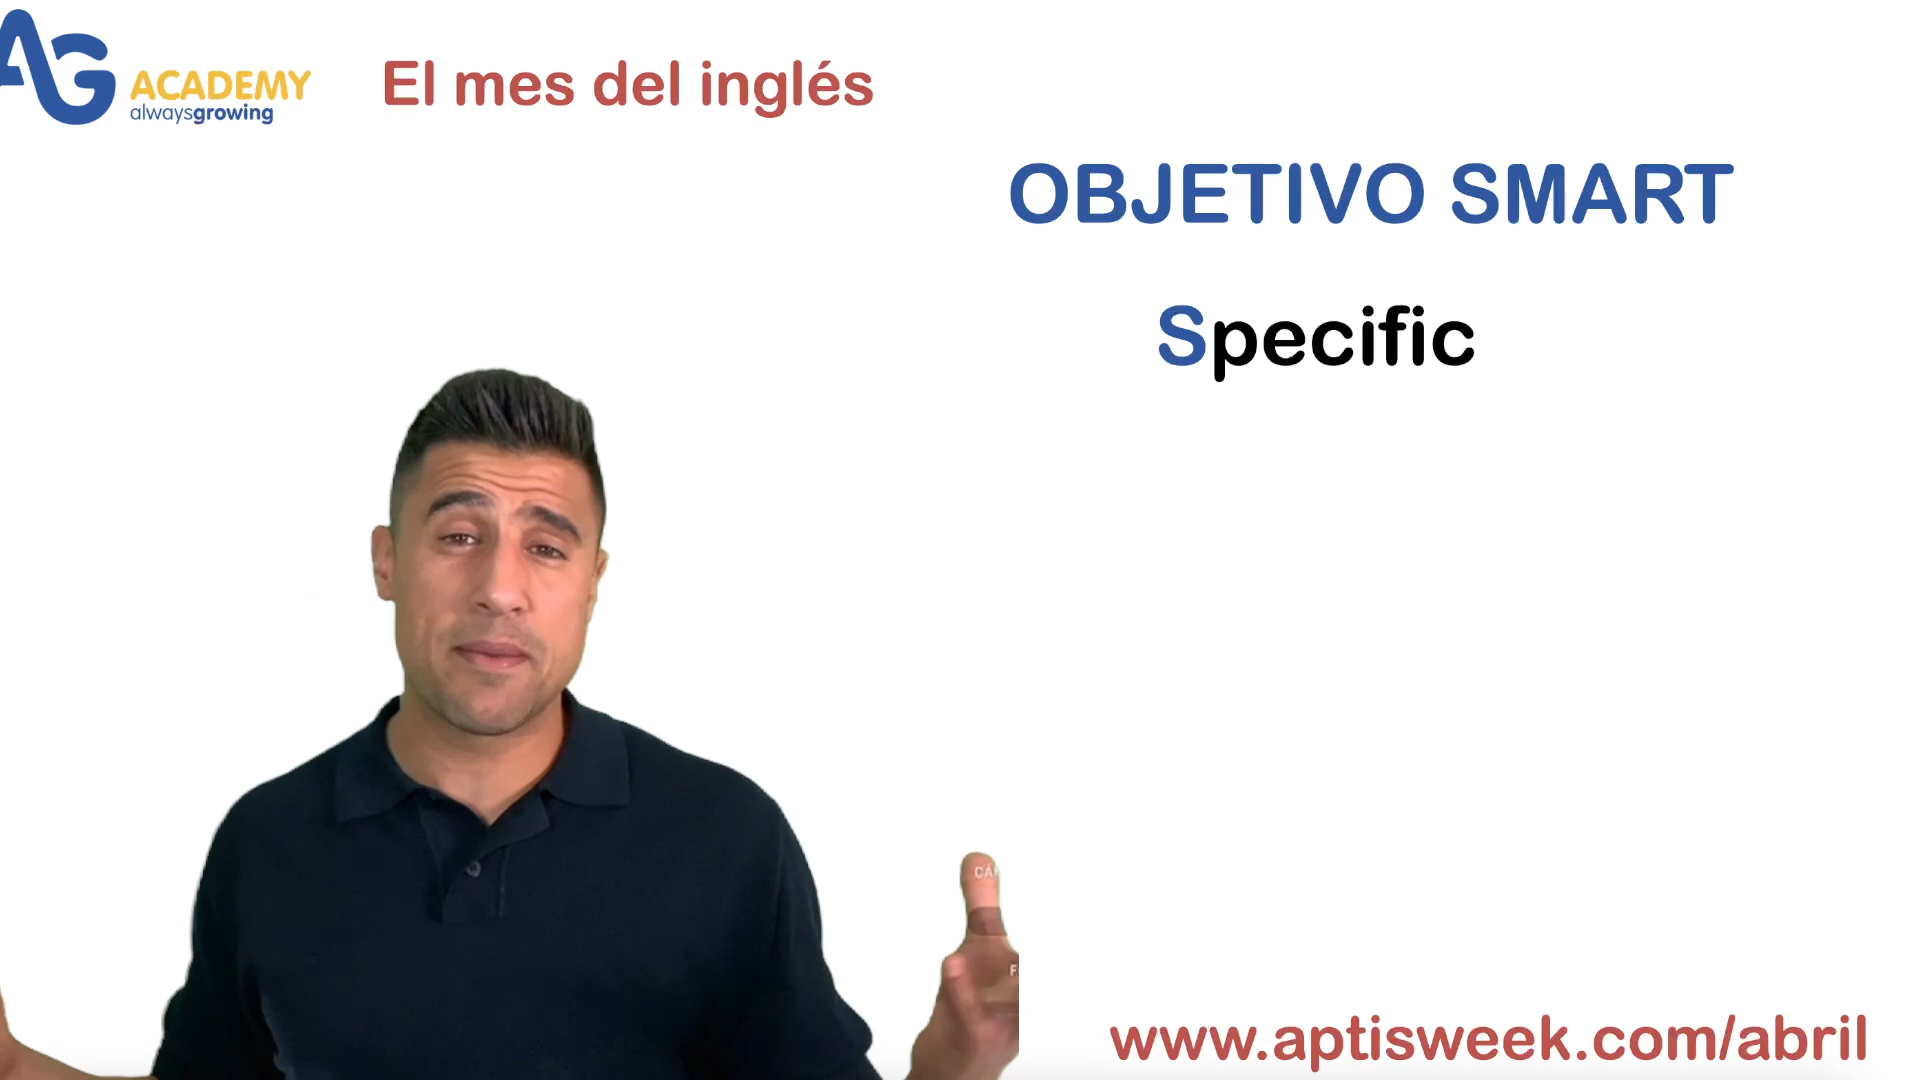 AG ACADEMY
alwaysgrowing
El mes del inglés
OBJETIVO SMART
Specific
www.aptisweek.com/abril